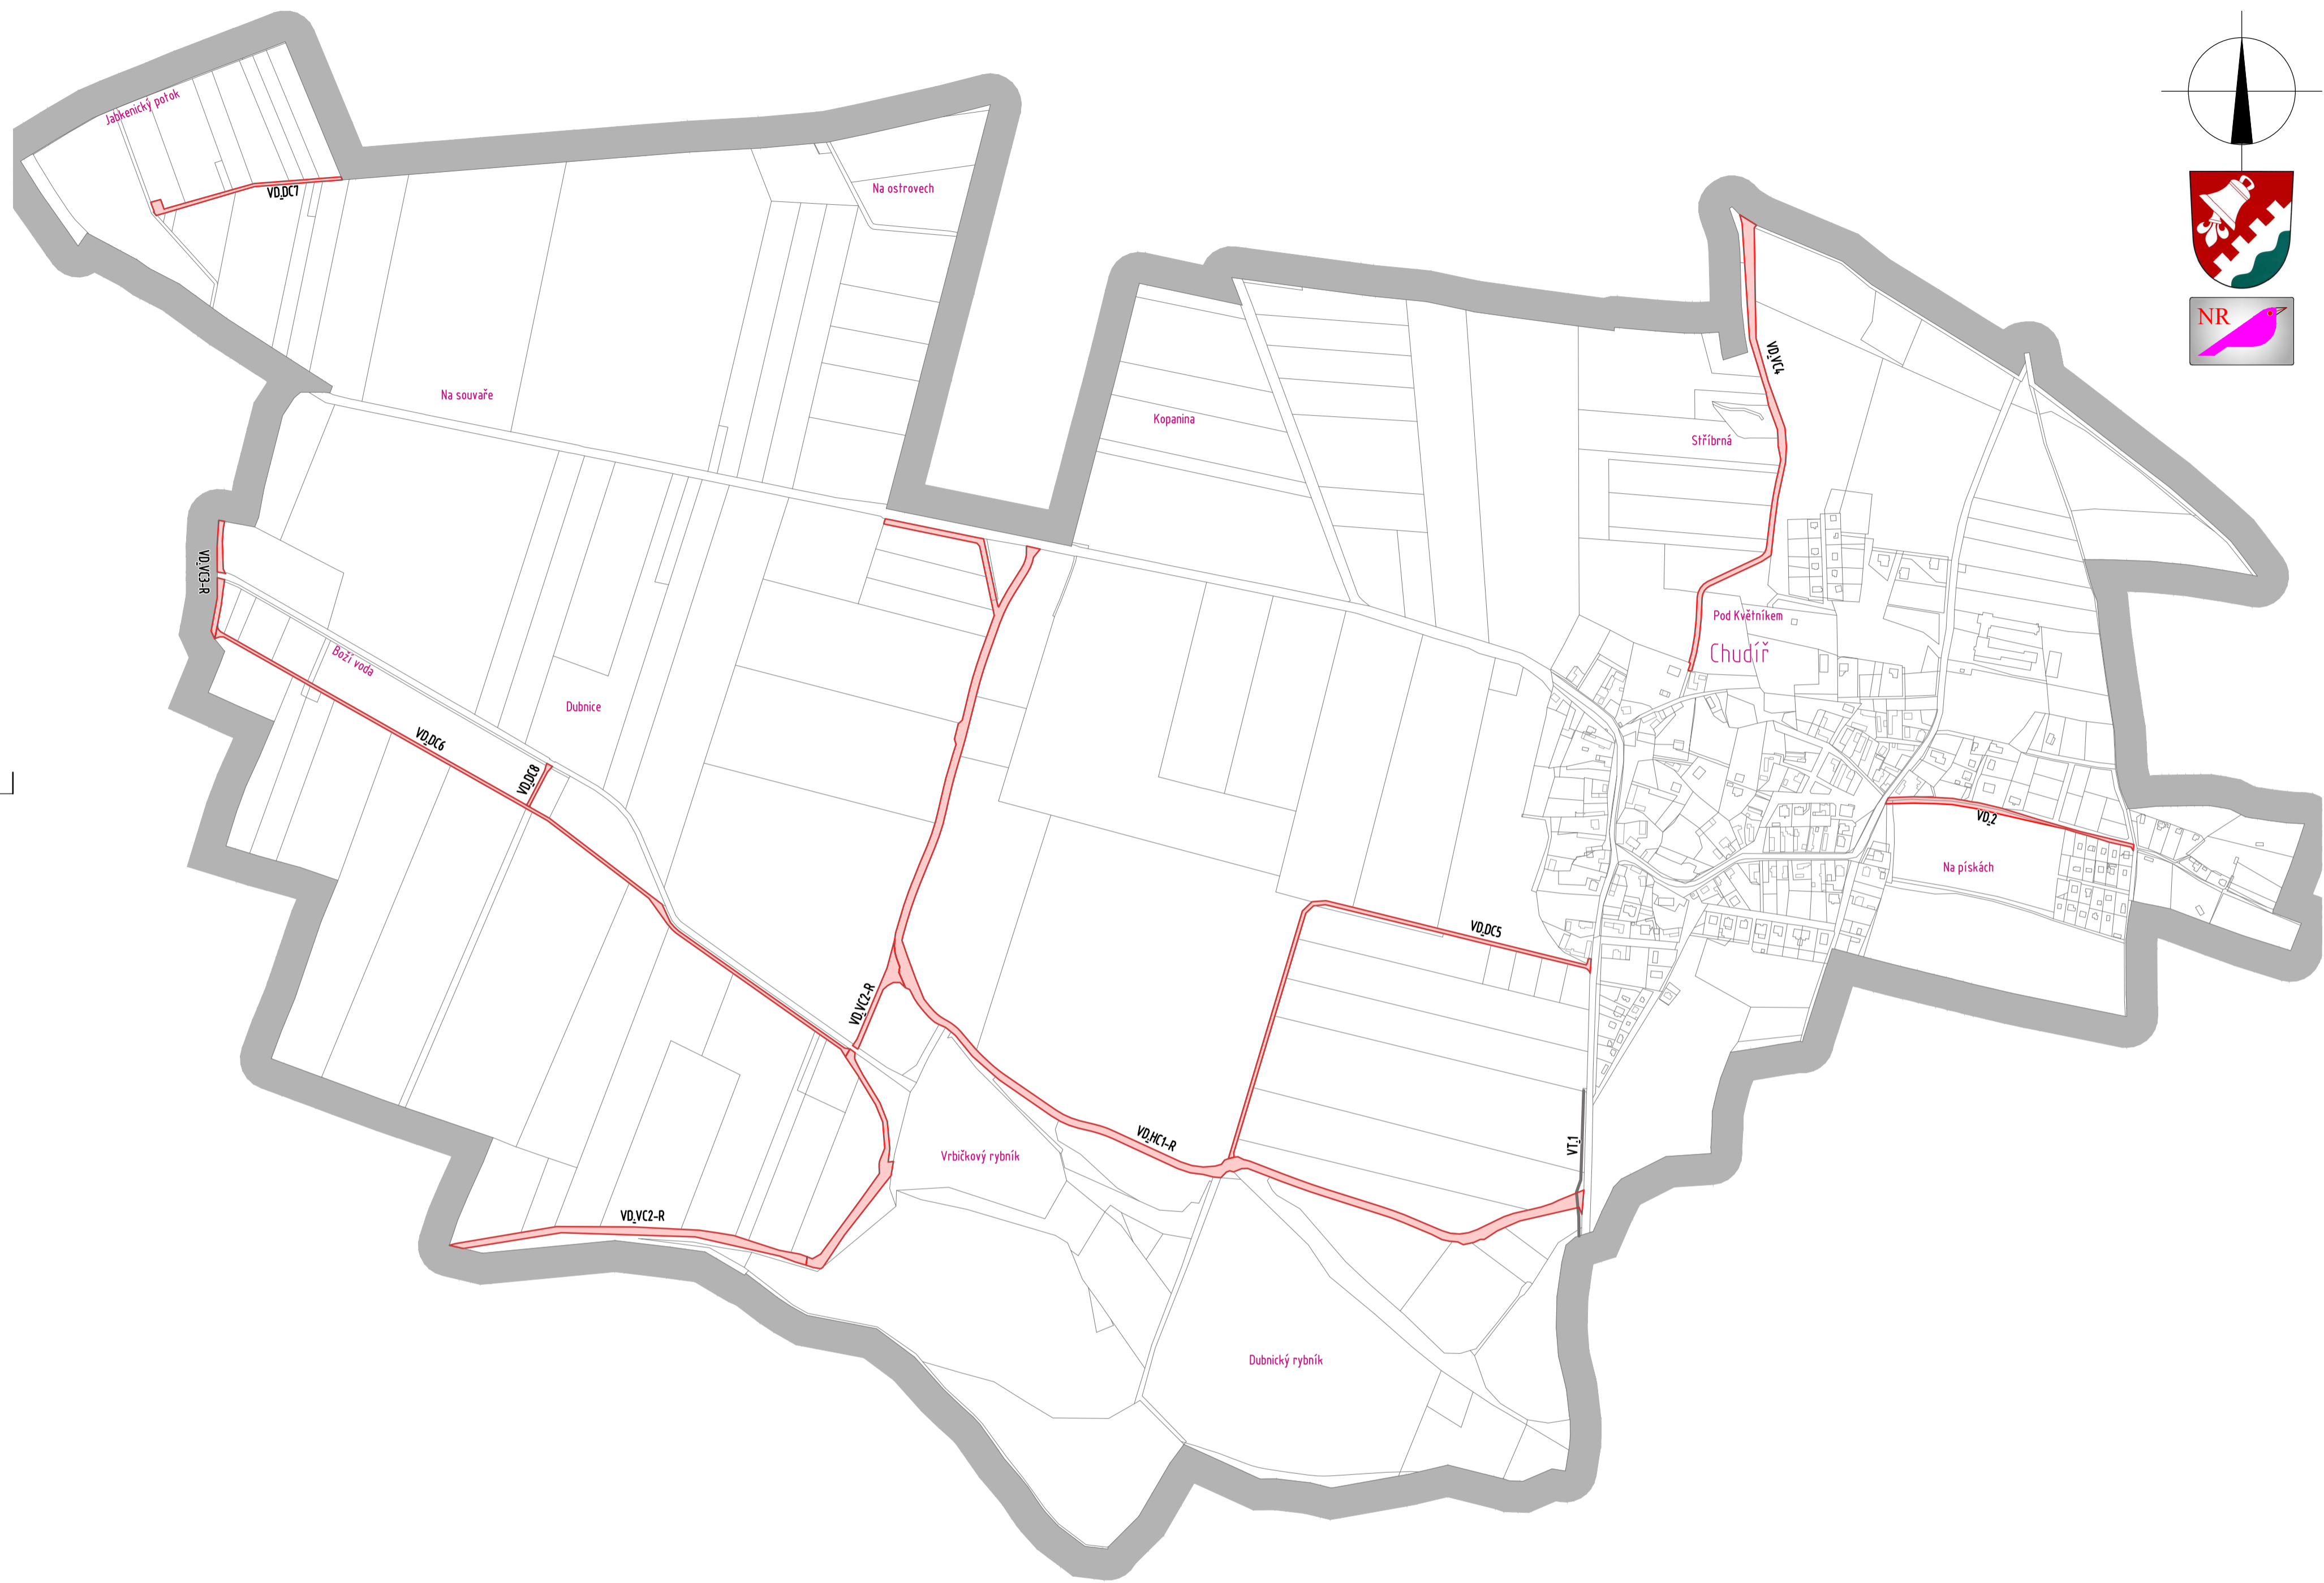 Jabkenický potok
VD_DC7
Na ostrovech
NR
VD_VC4
Na souvaře
Kopanina
Stříbrná
VD_VC3-R
Pod Květníkem
Chudíř
Boží voda
Dubnice
VD_DC6
VD_DC8
VD_2
Na pískách
VD_DC5
VD_VC2-R
VD_HC1-R
VT_1
Vrbičkový rybník
VD_VC2-R
Dubnický rybník